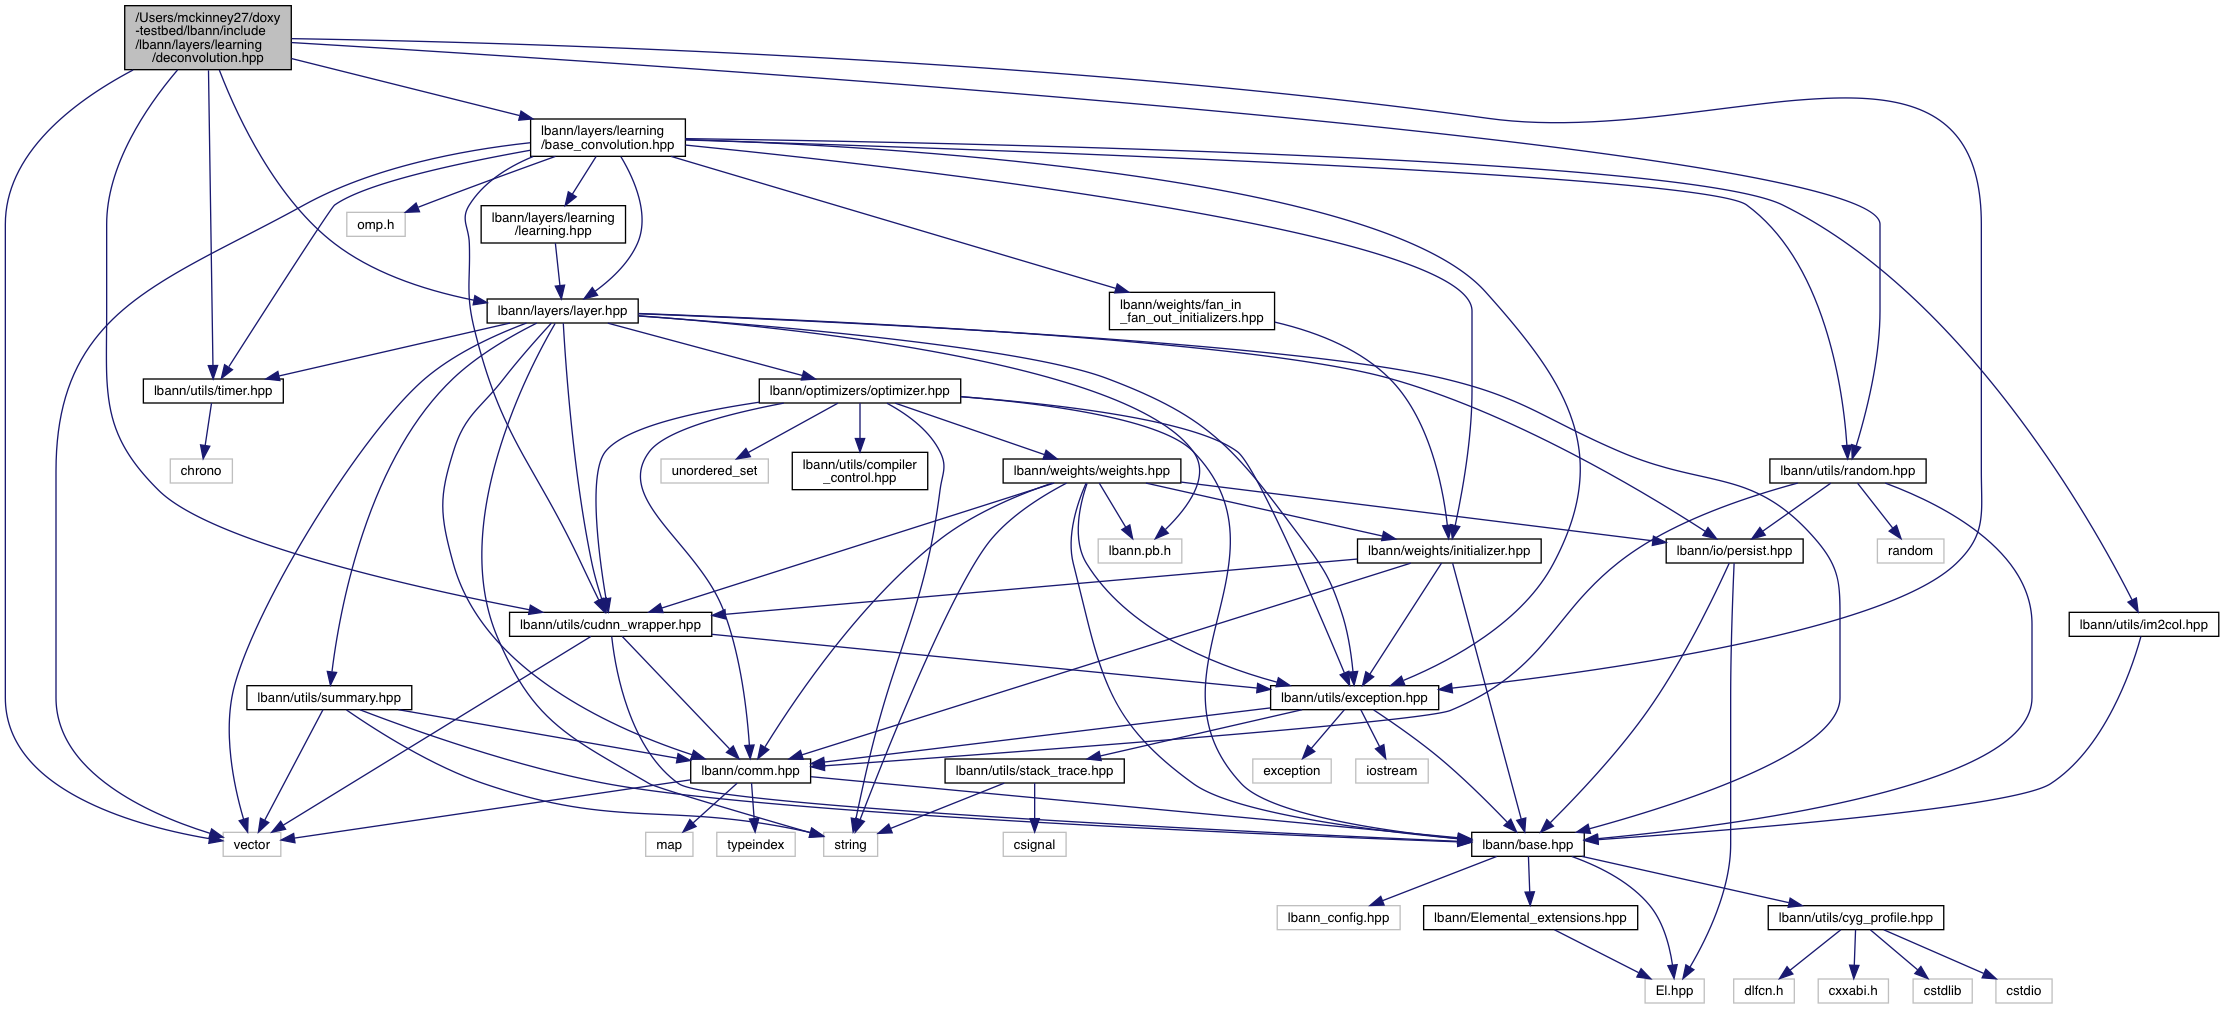 /Users/mckinney27/doxy
-testbed/lbann/include
/lbann/layers/learning
/deconvolution.hpp
lbann/layers/learning
/base_convolution.hpp
omp.h
lbann/layers/learning
/learning.hpp
lbann/layers/layer.hpp
lbann/weights/fan_in
_fan_out_initializers.hpp
lbann/utils/timer.hpp
lbann/optimizers/optimizer.hpp
chrono
unordered_set
lbann/utils/compiler
_control.hpp
lbann/weights/weights.hpp
lbann/utils/random.hpp
lbann.pb.h
lbann/weights/initializer.hpp
lbann/io/persist.hpp
random
lbann/utils/cudnn_wrapper.hpp
lbann/utils/im2col.hpp
lbann/utils/summary.hpp
lbann/utils/exception.hpp
lbann/comm.hpp
lbann/utils/stack_trace.hpp
exception
iostream
vector
map
typeindex
string
csignal
lbann/base.hpp
lbann_config.hpp
lbann/Elemental_extensions.hpp
lbann/utils/cyg_profile.hpp
El.hpp
dlfcn.h
cxxabi.h
cstdlib
cstdio